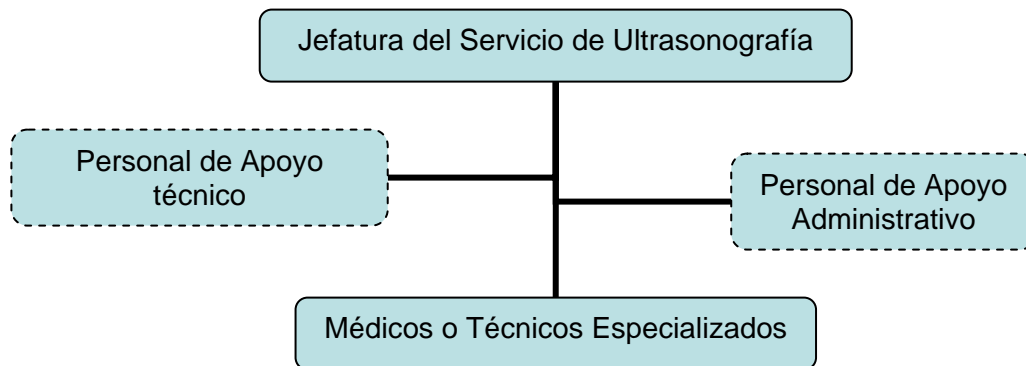 Jefatura del Servicio de Ultrasonografía
Personal de Apoyo
técnico
Personal de Apoyo
Administrativo
Médicos o Técnicos Especializados